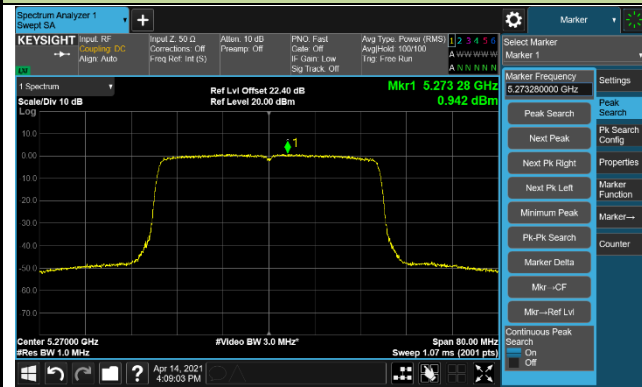 Spectrum Analyzer 1
Swept SA
Marker
KEYSIGHT
Input: RF
Coupling: DC
Align: Auto
Input Z: 50 Ω
Corrections: Off
Freq Ref: Int (S)
Atten: 10 dB
Preamp: Off
PNO: Fast
Gate: Off
IF Gain: Low
Sig Track: Off
Avg Type: Power (RMS)
Avg|Hold: 100/100
Trig: Free Run
1 2 3 4 5 6
A W W W W W
A N N N N N
LXI
Select Marker
Marker 1
1 Spectrum
Scale/Div 10 dB
Log
Ref Lvl Offset 22.40 dB
Ref Level 20.00 dBm
Mkr1 5.273 28 GHz
0.942 dBm
1
10.0
0.00
-10.0
-20.0
-30.0
-40.0
-50.0
-60.0
-70.0
Center 5.27000 GHz
#Res BW 1.0 MHz
#Video BW 3.0 MHz*
Span 80.00 MHz
Sweep 1.07 ms (2001 pts)
Marker Frequency
5.273280000 GHz
Peak Search
Next Peak
Next Pk Right
Next Pk Left
Minimum Peak
Pk-Pk Search
Marker Delta
Mkr→CF
Mkr→Ref Lvl
Continuous Peak
Search
On
Off
Settings
Peak
Search
Pk Search
Config
Properties
Marker
Function
Marker→
Counter
?
Apr 14, 2021
4:09:03 PM